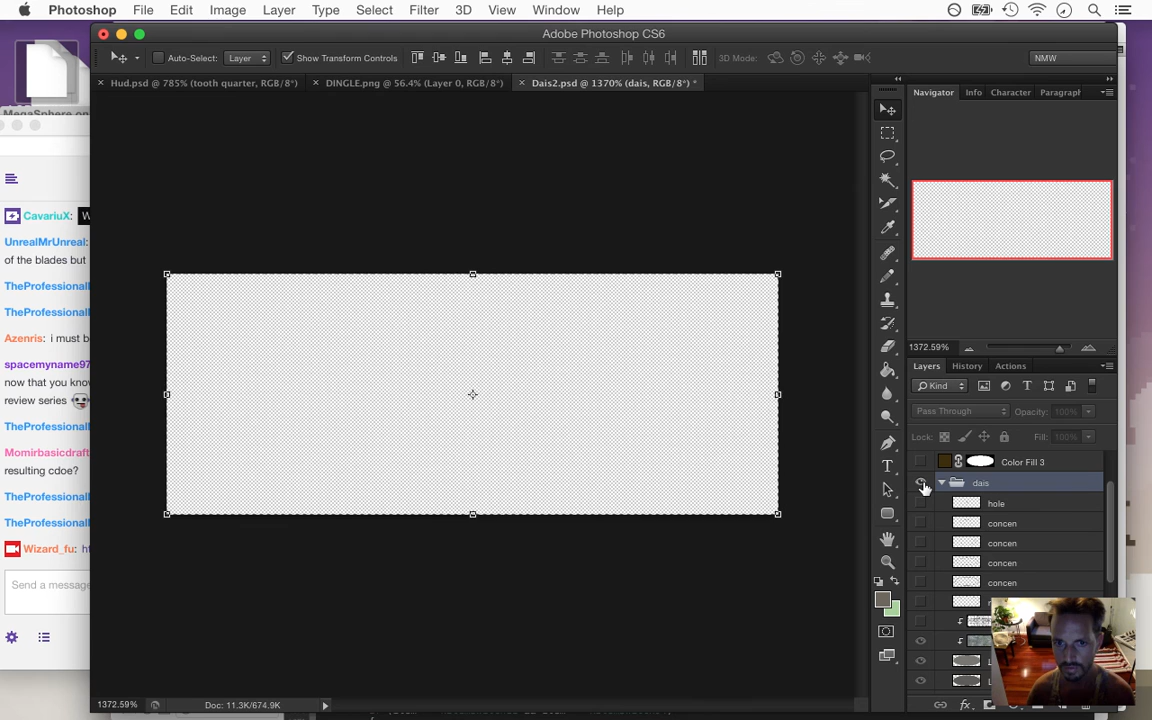 Photoshop File Edit Image Layer Type Select Filter 3D View Window Help
Adobe Photoshop CS6
Auto-Select: Layer Show Transform Controls 3D Mode: NMW
Hud.psd @ 785% (tooth quarter, RGB/8*) DINGLE.png @ 56.4% (Layer 0, RGB/8*) Dais2.psd @ 1370% (dais, RGB/8*) *
Navigator Info Character Paragraph
MegaSphere on
CavariuX: W
UnrealMrUnreal:
of the blades but
TheProfessional
TheProfessional
Azenris: i must b
spacemyname97
now that you know
review series
TheProfessional
Momirbasicdraft
resulting cdoe?
TheProfessional
TheProfessional
Wizard_fu: ht
Send a message
1372.59%
Layers History Actions
Kind
Pass Through Opacity: 100%
Lock: Fill: 100%
Color Fill 3
dais
hole
concen
concen
concen
concen
1372.59% Doc: 11.3K/674.9K